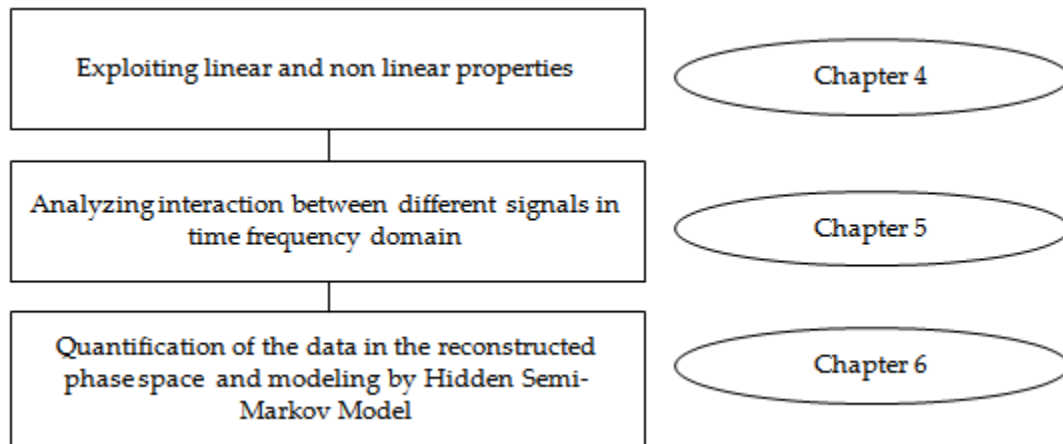 Exploiting linear and non linear properties
Chapter 4
Analyzing interaction between different signals in
time frequency domain
Chapter 5
Quantification of the data in the reconstructed
phase space and modeling by Hidden Semi-
Markov Model
Chapter 6